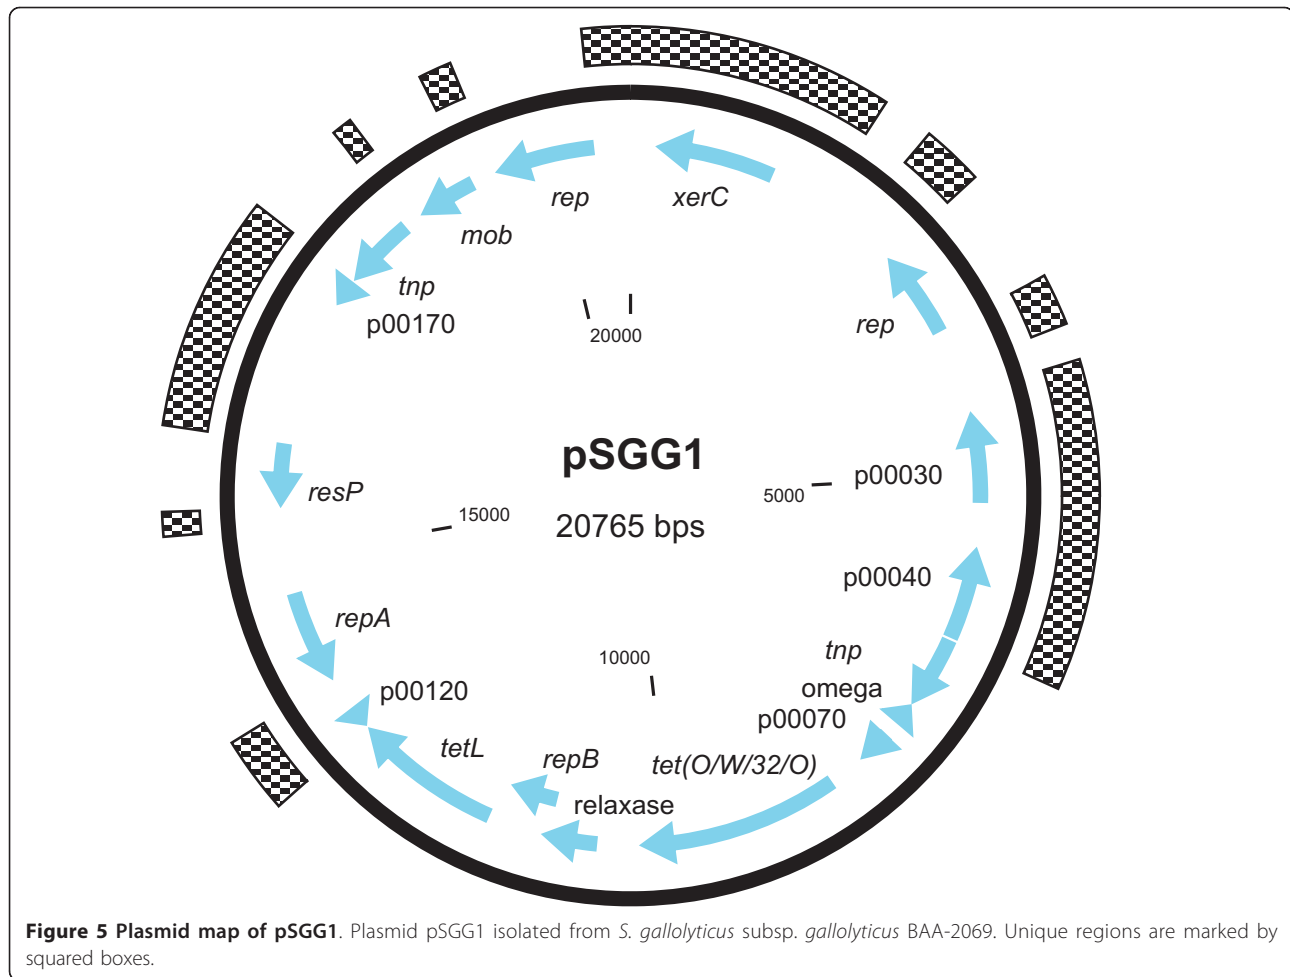 rep
xerC
mob
tnp
p00170
rep
20000
pSGG1
20765 bps
5000
p00030
resP
15000
p00040
repA
10000
tnp
omega
p00070
p00120
tetL
repB
tet(O/W/32/O)
relaxase
Figure 5 Plasmid map of pSGG1. Plasmid pSGG1 isolated from S. gallolyticus subsp. gallolyticus BAA-2069. Unique regions are marked by
squared boxes.